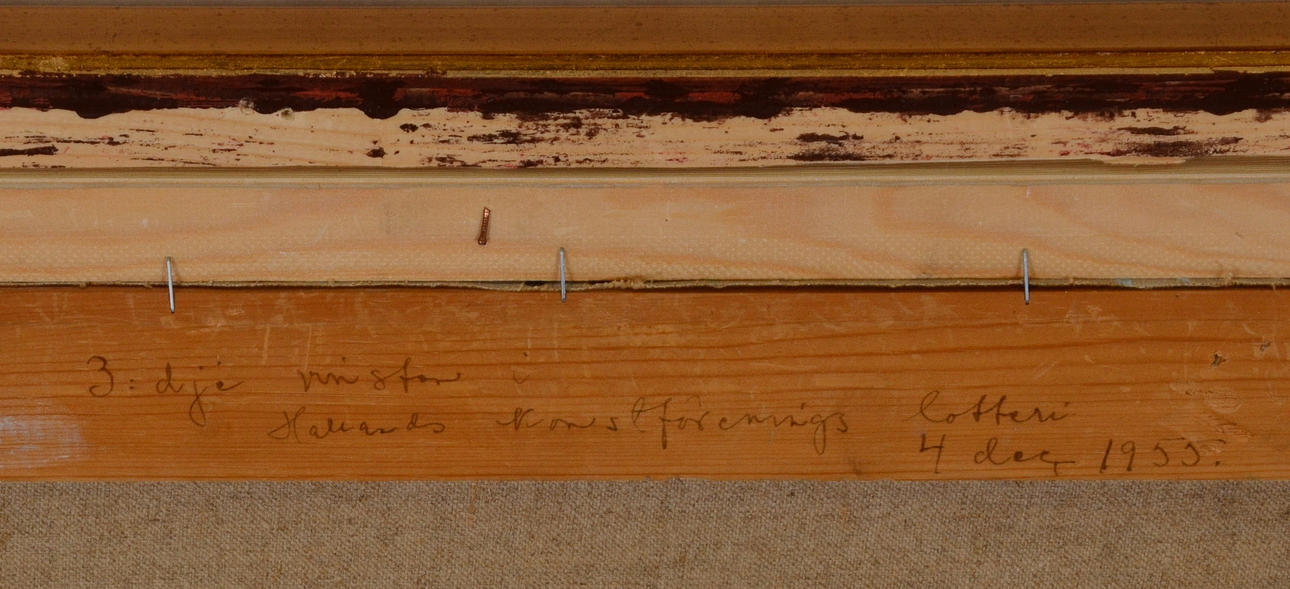 3:dje vinsten i
Hallands Konstförenings lotteri
4 dec 1955.